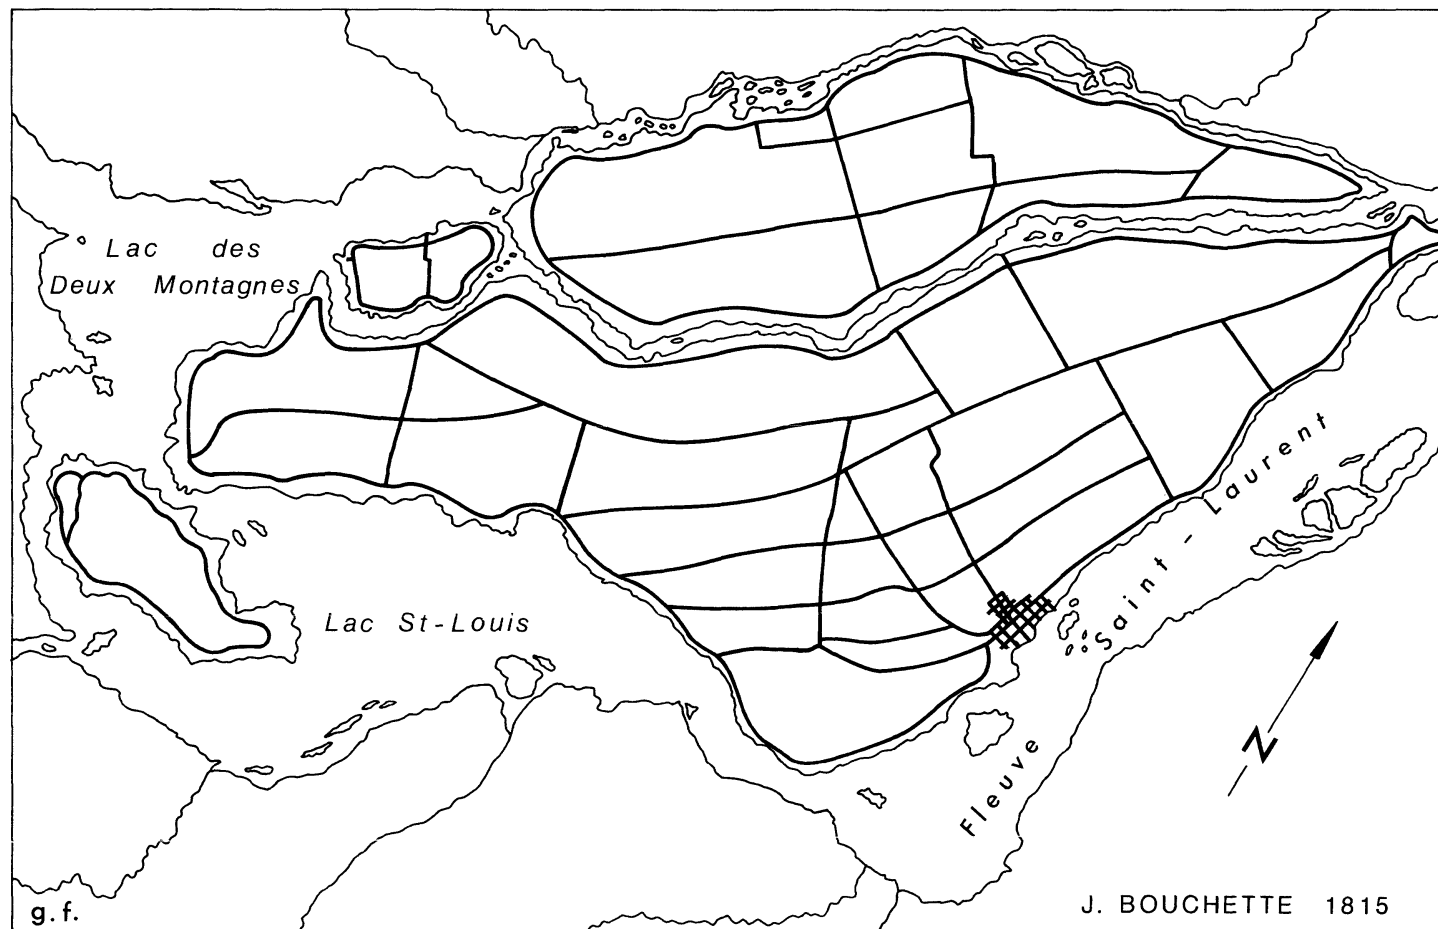 Lac des
Deux Montagnes
Lac St-Louis
Fleuve Saint-Laurent
N
g.f.
J. BOUCHETTE 1815